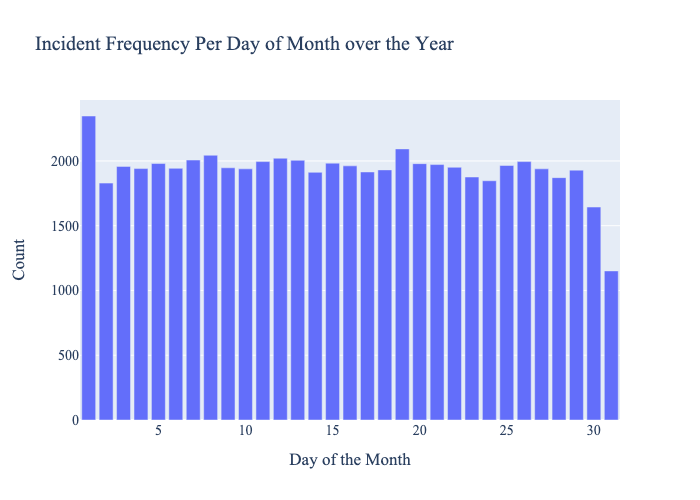 Incident Frequency Per Day of Month over the Year
Count
2000
1500
1000
500
0
5 10 15 20 25 30
Day of the Month